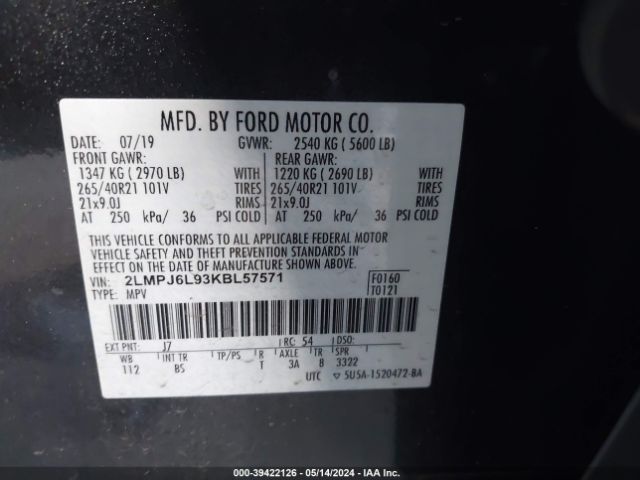 MFD. BY FORD MOTOR CO.
DATE: 07/19 GVWR: 2540 KG ( 5600 LB)
FRONT GAWR: REAR GAWR:
1347 KG ( 2970 LB) 1220 KG ( 2690 LB)
265/40R21 101V TIRES 265/40R21 101V TIRES
21x9.0J RIMS 21x9.0J RIMS
AT 250 kPa/ 36 PSI COLD AT 250 kPa/ 36 PSI COLD
THIS VEHICLE CONFORMS TO ALL APPLICABLE FEDERAL MOTOR
VEHICLE SAFETY AND THEFT PREVENTION STANDARDS IN
EFFECT ON THE DATE OF MANUFACTURE SHOWN ABOVE.
VIN: 2LMPJ6L93KBL57571 F0160
TYPE: MPV T0121
EXT PNT: J7 RC: 54 DSO:
WB INT TR TP/PS R AXLE TR SPR
112 BS T 3A 8 3322
UTC ▽ 5U5A-1520472-BA
IMAGE: 39422126 - 05/14/2024 - IAA Inc.